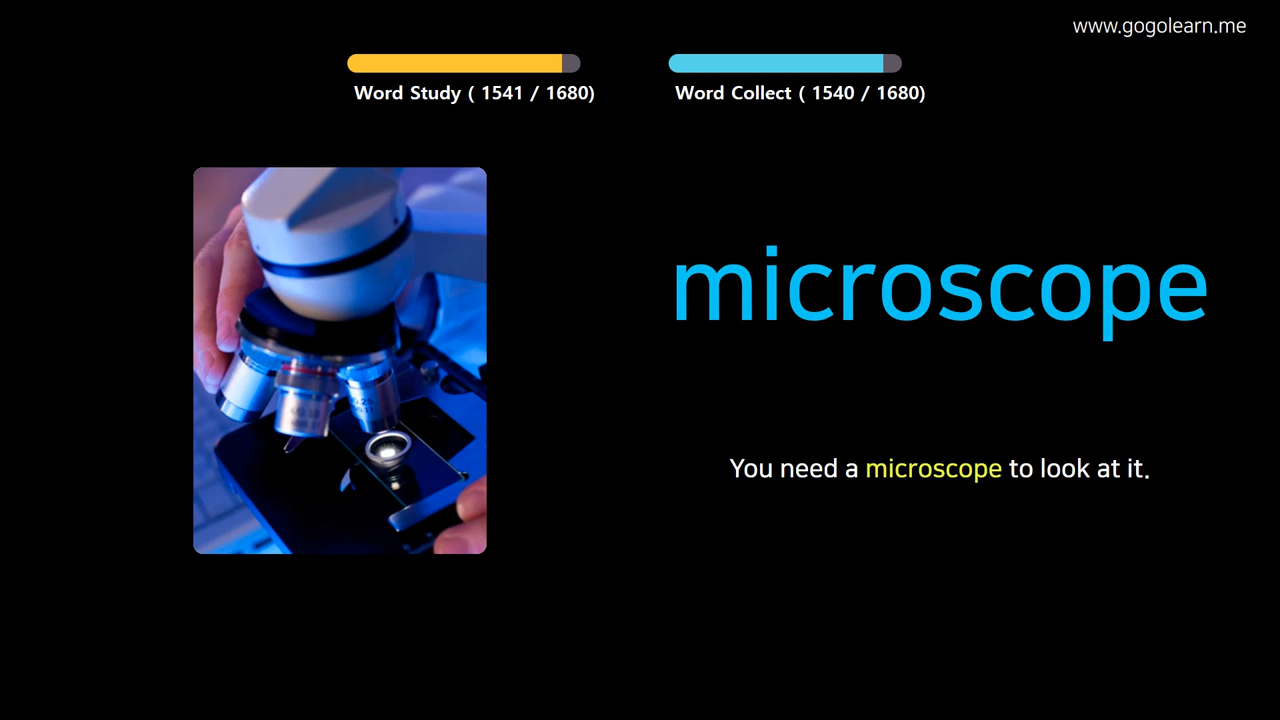 www.gogolearn.me
Word Study ( 1541 / 1680)
Word Collect ( 1540 / 1680)
microscope
You need a microscope to look at it.